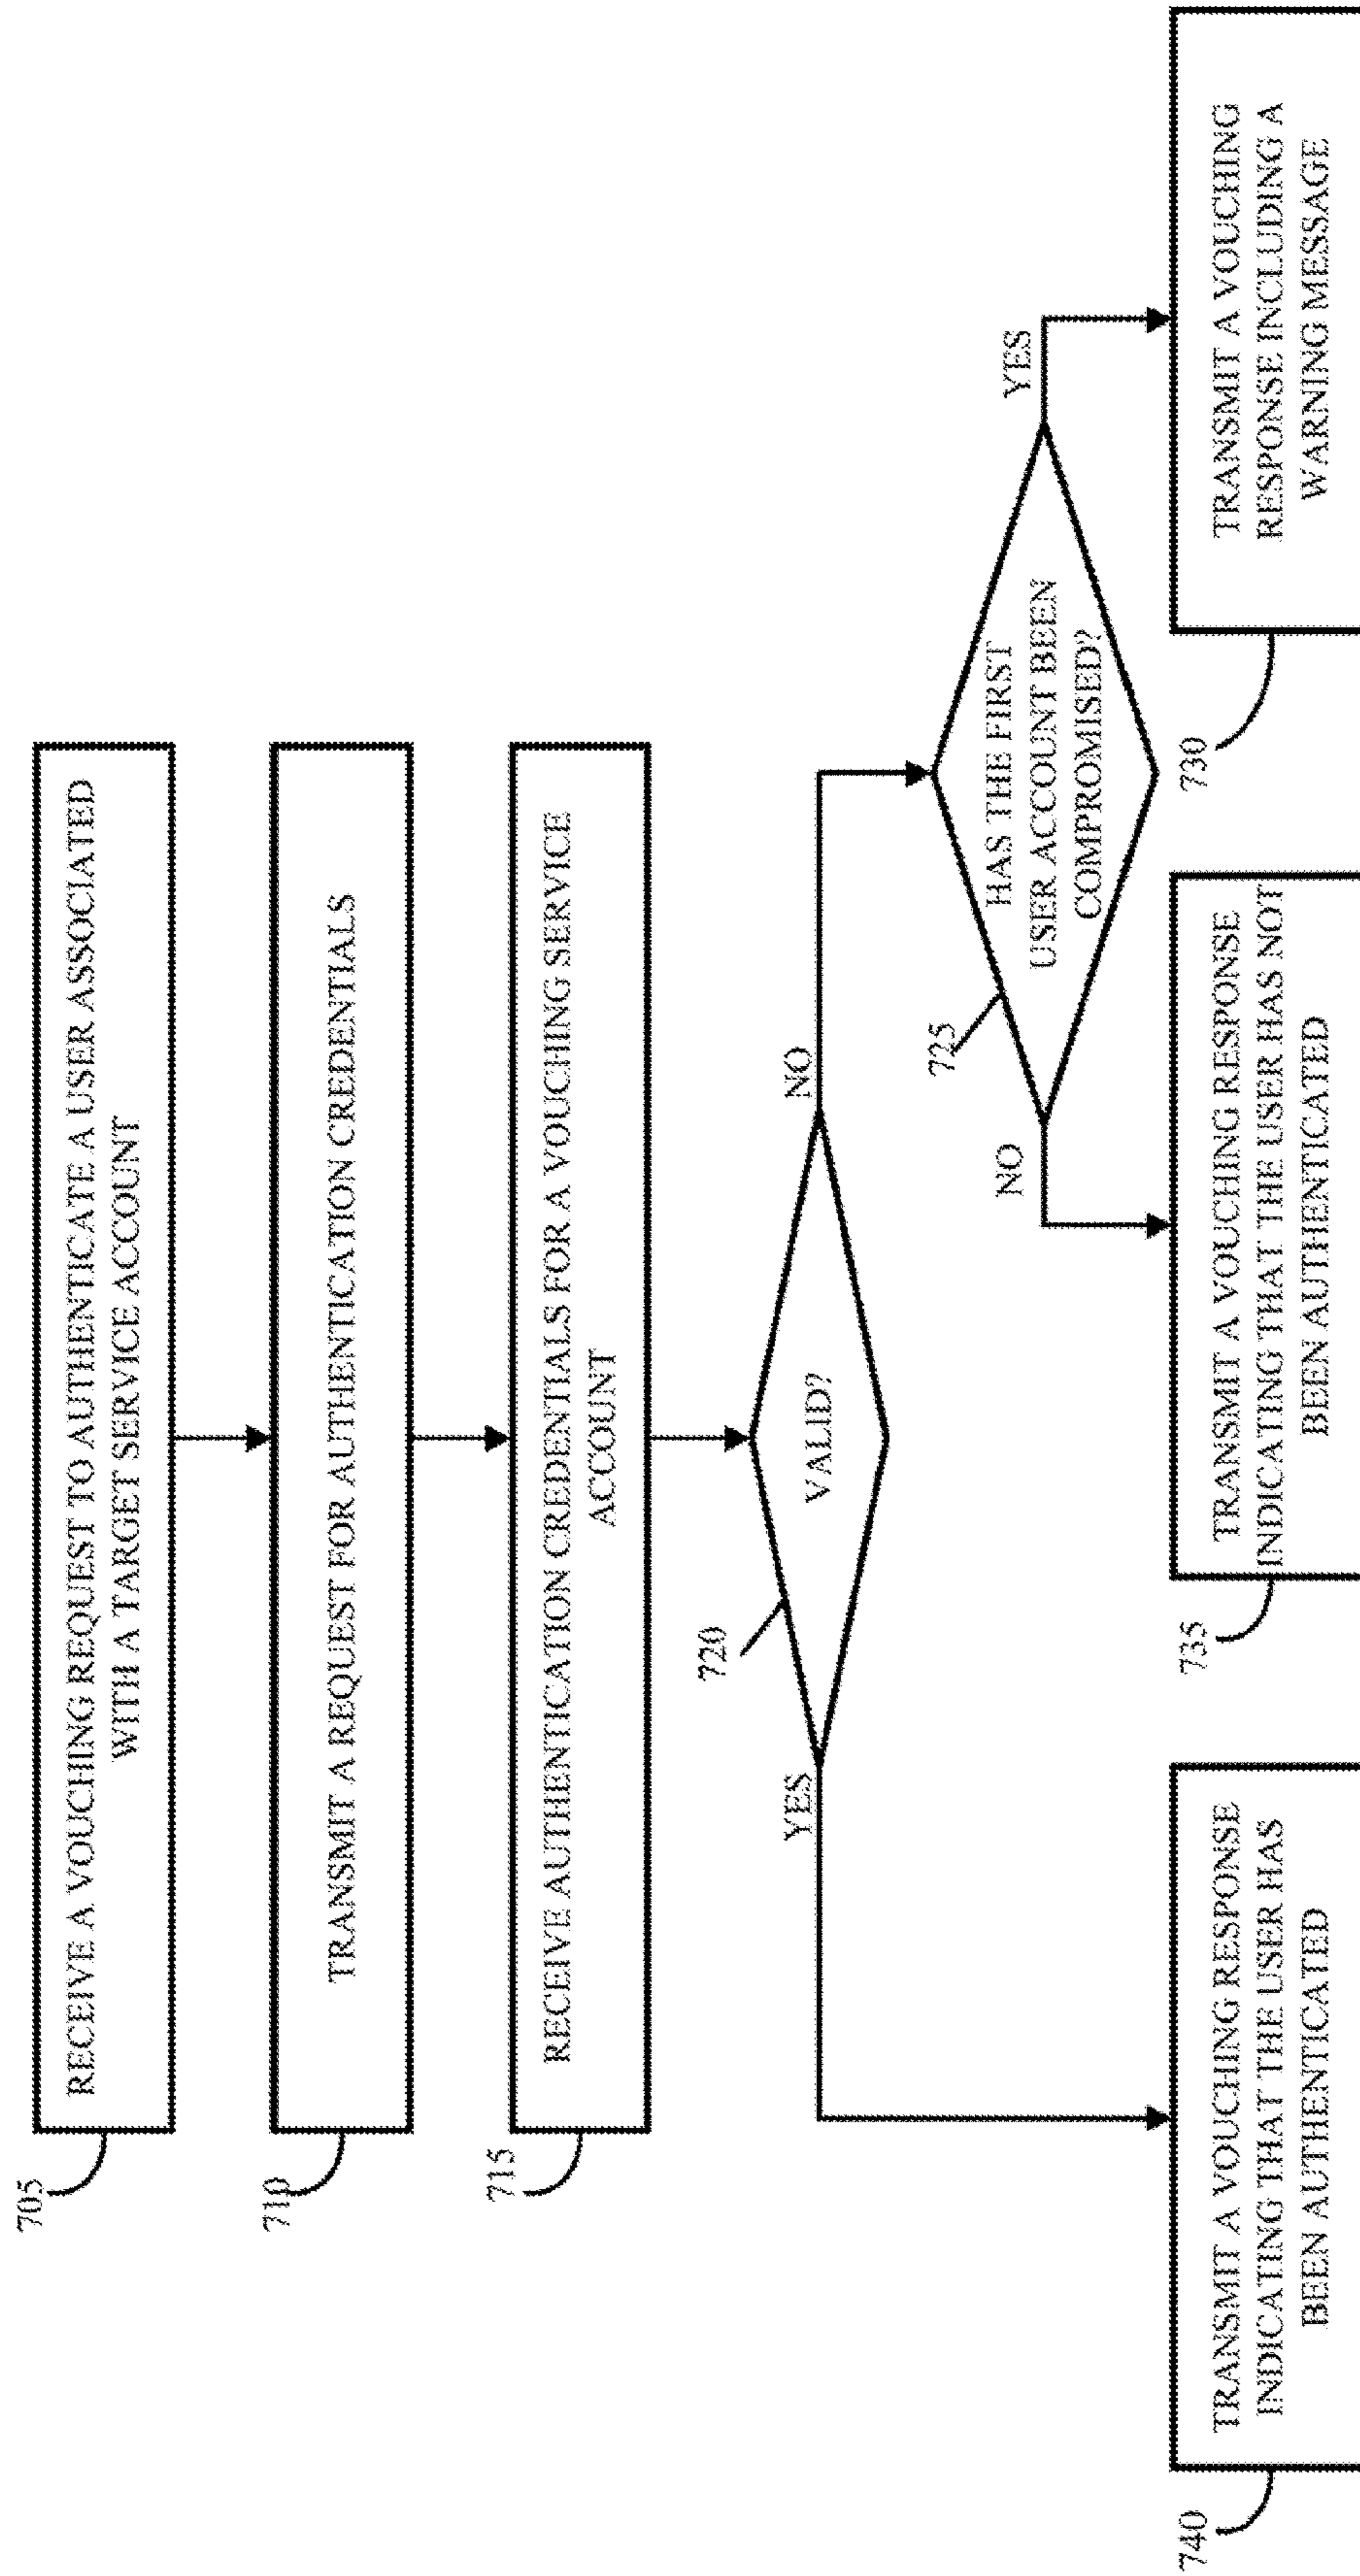 705
RECEIVE A VOUCHING REQUEST TO AUTHENTICATE A USER ASSOCIATED
WITH A TARGET SERVICE ACCOUNT
710
TRANSMIT A REQUEST FOR AUTHENTICATION CREDENTIALS
715
RECEIVE AUTHENTICATION CREDENTIALS FOR A VOUCHING SERVICE
ACCOUNT
720
VALID?
YES
NO
725
HAS THE FIRST
USER ACCOUNT BEEN
COMPROMISED?
NO
YES
740
TRANSMIT A VOUCHING RESPONSE
INDICATING THAT THE USER HAS
BEEN AUTHENTICATED
735
TRANSMIT A VOUCHING RESPONSE
INDICATING THAT THE USER HAS NOT
BEEN AUTHENTICATED
730
TRANSMIT A VOUCHING
RESPONSE INCLUDING A
WARNING MESSAGE